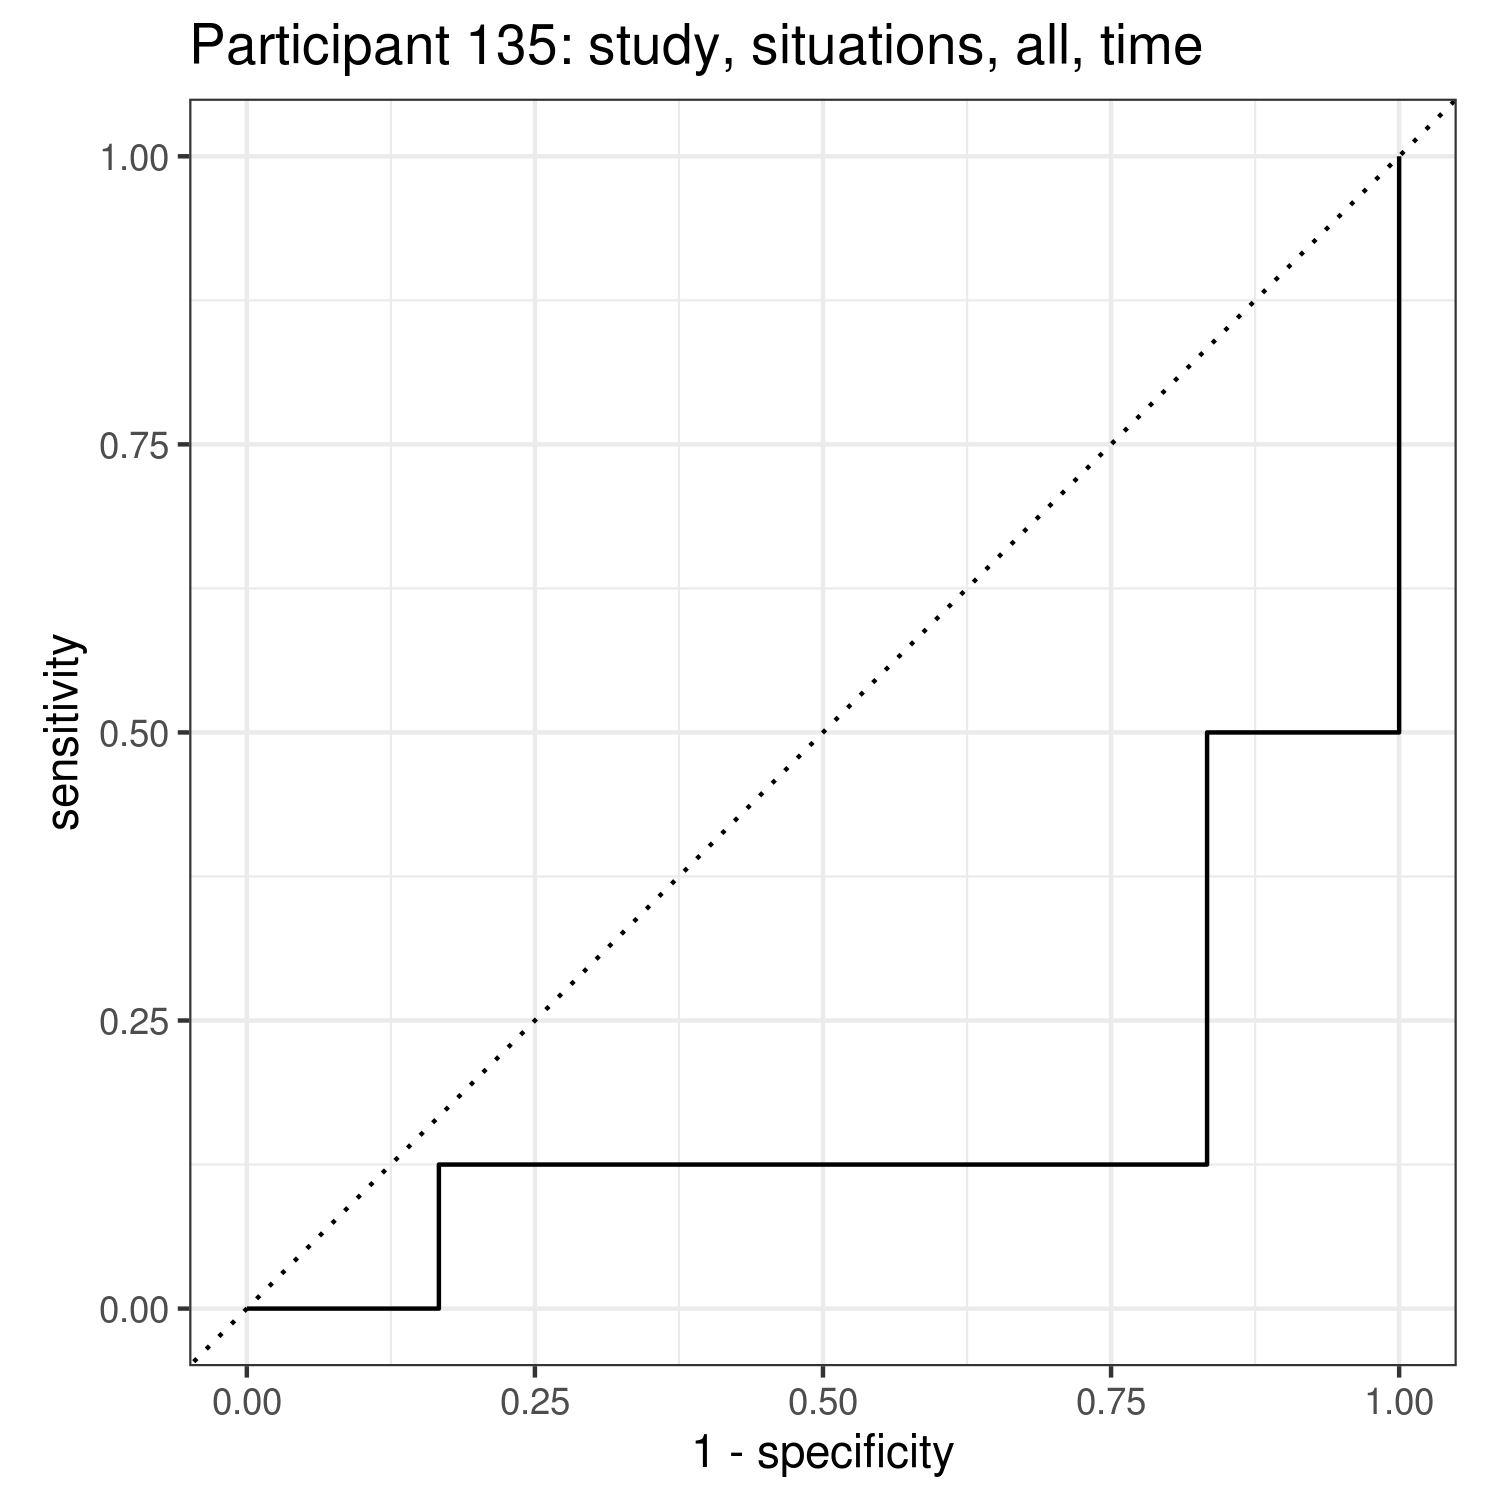 Participant 135: study, situations, all, time
1.00
0.75
0.50
0.25
0.00
sensitivity
0.00 0.25 0.50 0.75 1.00
1 - specificity